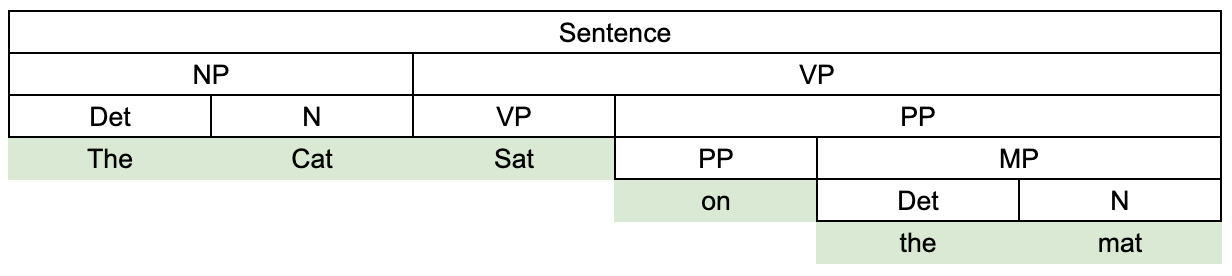 Sentence
NP VP
Det N VP PP
The Cat Sat PP MP
on Det N
the mat